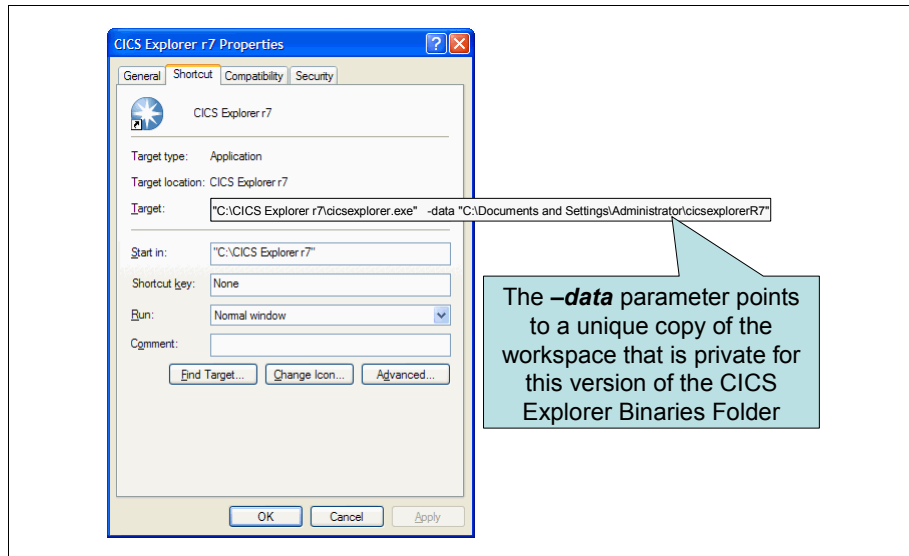 CICS Explorer r7 Properties
General Shortcut Compatibility Security
CICS Explorer r7
Target type: Application
Target location: CICS Explorer r7
Target: "C:\CICS Explorer r7\cicsexplorer.exe" -data "C:\Documents and Settings\Administrator\cicsexplorerR7"
Start in: "C:\CICS Explorer r7"
Shortcut key: None
Run: Normal window
Comment:
Find Target... Change Icon... Advanced...
OK Cancel Apply
The –data parameter points
to a unique copy of the
workspace that is private for
this version of the CICS
Explorer Binaries Folder